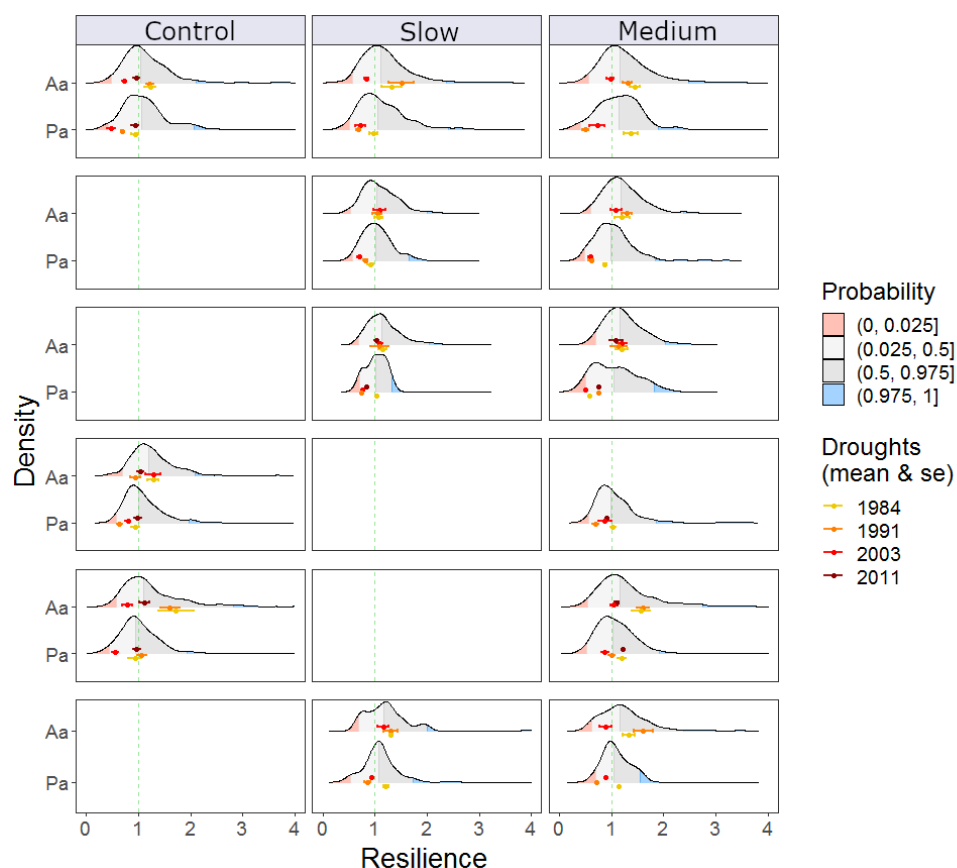 Control Slow Medium
Aa
Pa
Aa
Pa
Aa
Pa
Aa
Pa
Aa
Pa
Aa
Pa
Density
0 1 2 3 4 0 1 2 3 4 0 1 2 3 4
Resilience
Probability
(0, 0.025]
(0.025, 0.5]
(0.5, 0.975]
(0.975, 1]
Droughts
(mean & se)
1984
1991
2003
2011